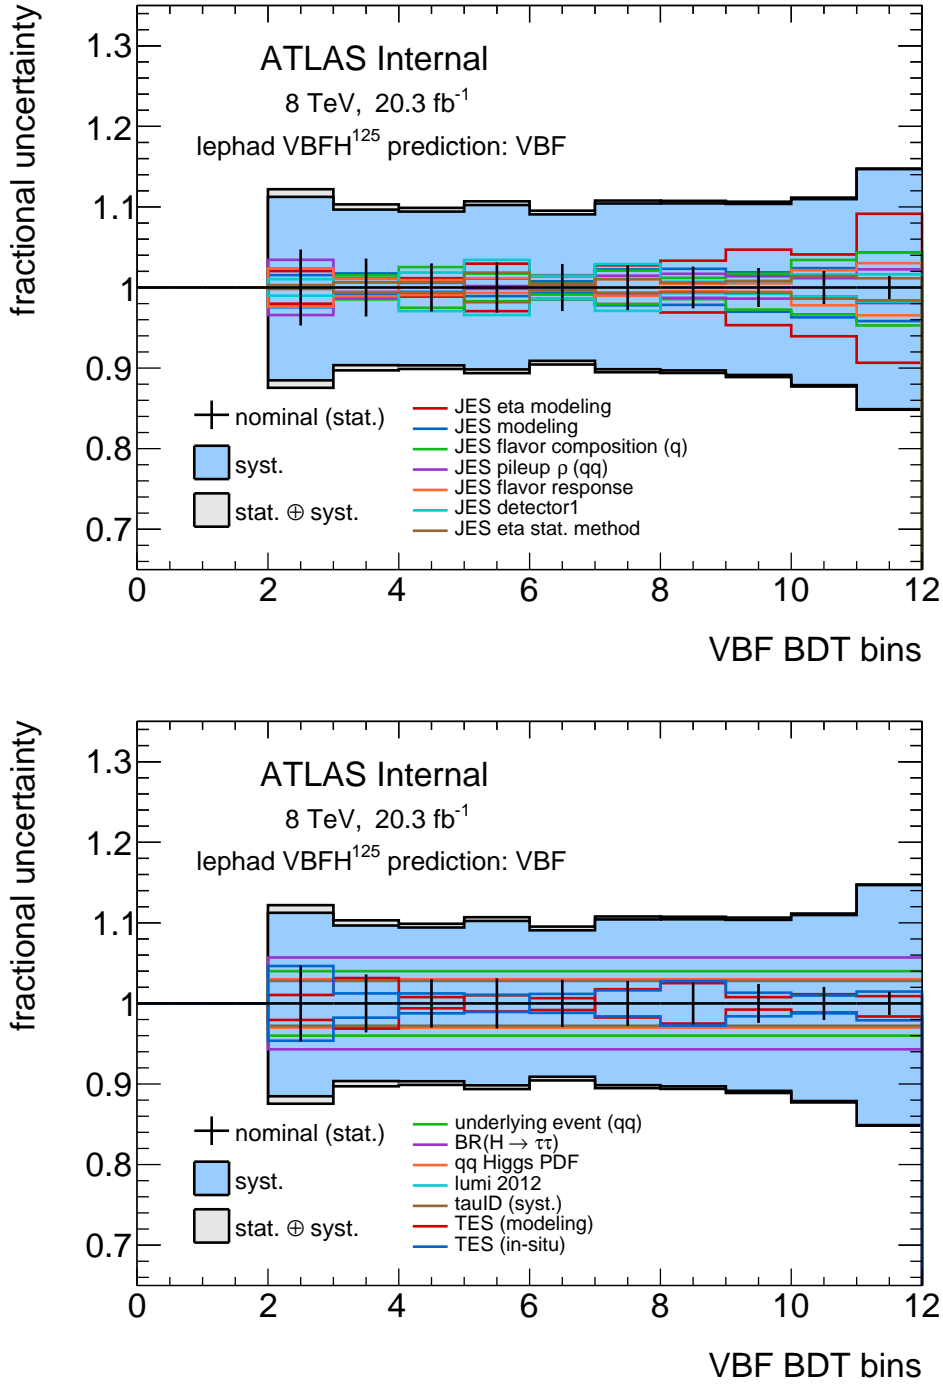 fractional uncertainty
1.3
1.2
1.1
1
0.9
0.8
0.7
ATLAS Internal
8 TeV, 20.3 fb⁻¹
lephad VBFH¹²⁵ prediction: VBF
nominal (stat.)
syst.
stat. ⊕ syst.
JES eta modeling
JES modeling
JES flavor composition (q)
JES pileup ρ (qq)
JES flavor response
JES detector1
JES eta stat. method
0 2 4 6 8 10 12
VBF BDT bins
fractional uncertainty
1.3
1.2
1.1
1
0.9
0.8
0.7
ATLAS Internal
8 TeV, 20.3 fb⁻¹
lephad VBFH¹²⁵ prediction: VBF
nominal (stat.)
syst.
stat. ⊕ syst.
underlying event (qq)
BR(H → ττ)
qq Higgs PDF
lumi 2012
tauID (syst.)
TES (modeling)
TES (in-situ)
0 2 4 6 8 10 12
VBF BDT bins